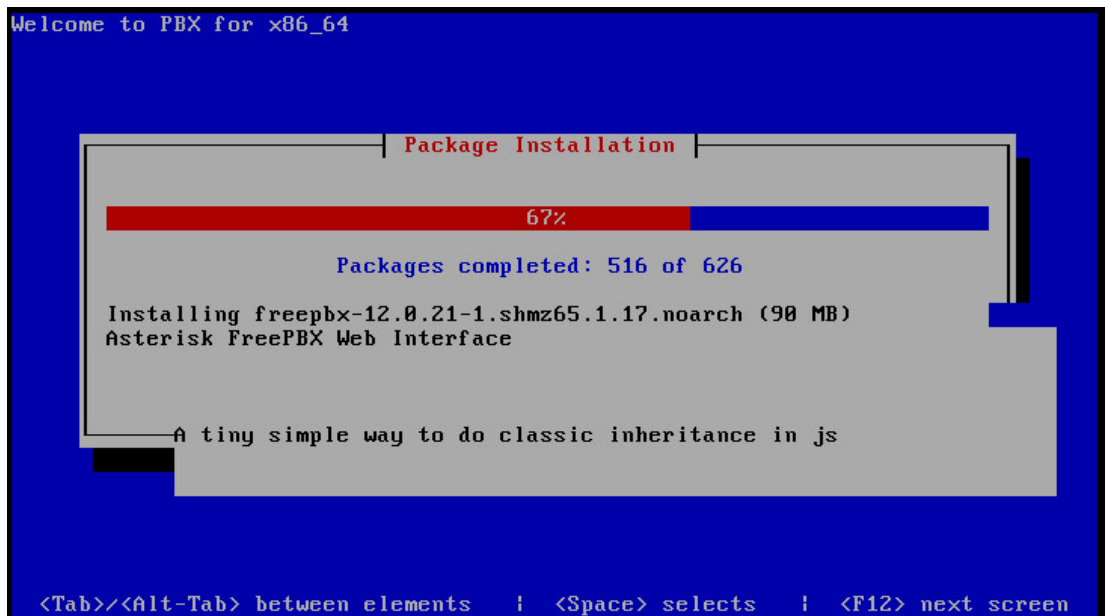 Welcome to PBX for x86_64
Package Installation
67%
Packages completed: 516 of 626
Installing freepbx-12.0.21-1.shmz65.1.17.noarch (90 MB)
Asterisk FreePBX Web Interface
A tiny simple way to do classic inheritance in js
<Tab>/<Alt-Tab> between elements | <Space> selects | <F12> next screen